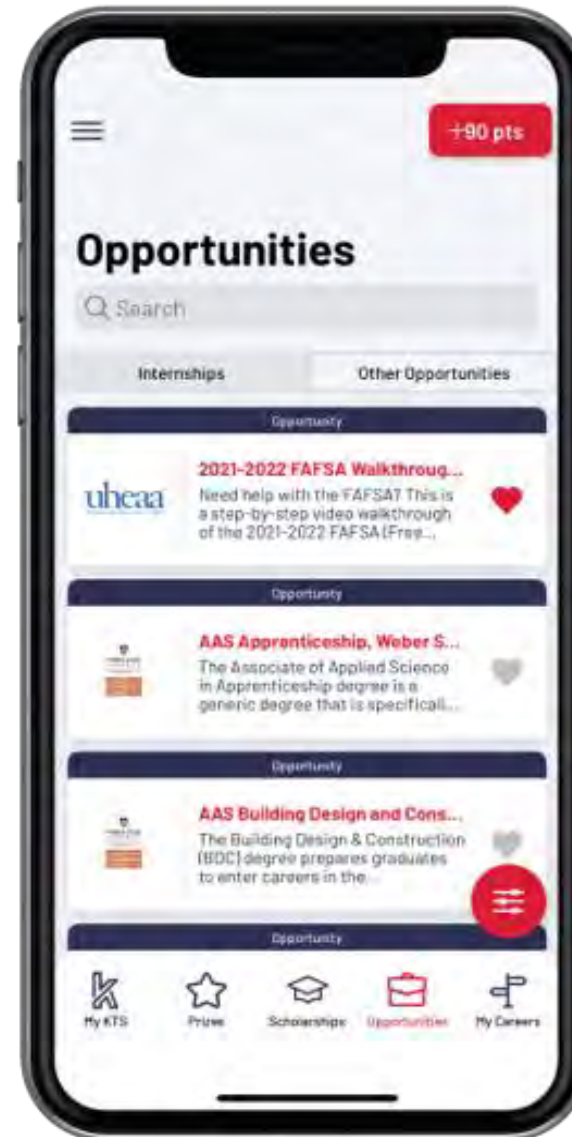 +90 pts
Opportunities
Search
Internships
Other Opportunities
Opportunity
2021-2022 FAFSA Walkthroug...
uheaa
Need help with the FAFSA? This is
a step-by-step video walkthrough
of the 2021-2022 FAFSA (Free...
Opportunity
AAS Apprenticeship, Weber S...
The Associate of Applied Science
in Apprenticeship degree is a
generic degree that is specificall...
Opportunity
AAS Building Design and Cons...
The Building Design & Construction
(BDC) degree prepares graduates
to enter careers in the...
Opportunity
My KTS
Prizes
Scholarships
Opportunities
My Careers